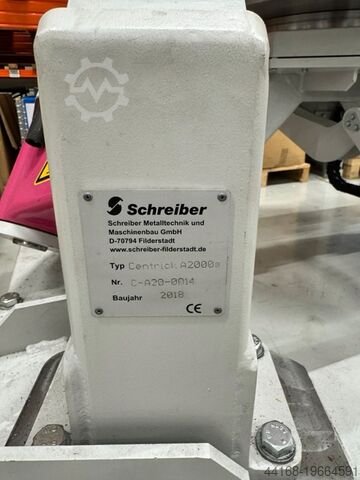 Schreiber
Schreiber Metalltechnik und
Maschinenbau GmbH
D-70794 Filderstadt
www.schreiber-filderstadt.de
Typ Centrick A2000a
Nr. C-A20-0014
Baujahr 2018
CE
44168-19664591